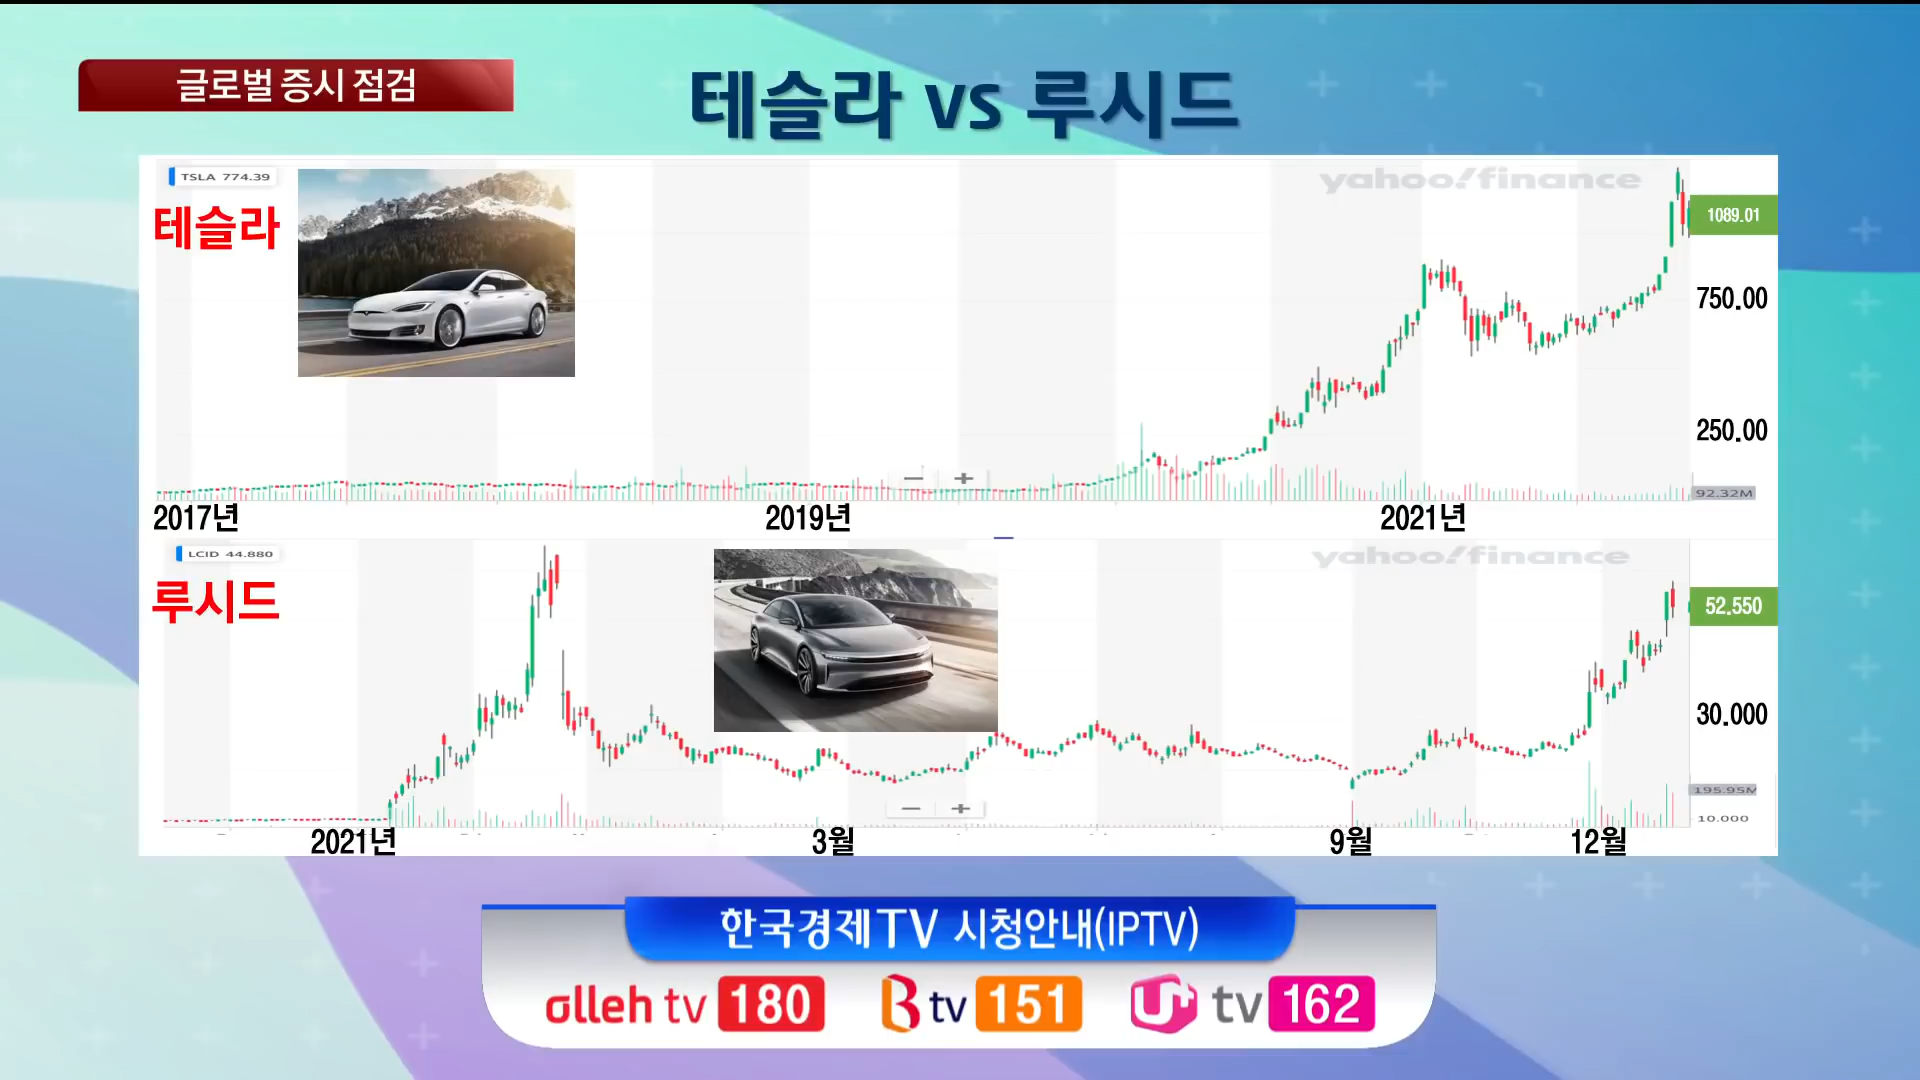 글로벌 증시 점검
테슬라 vs 루시드
TSLA 774.39
yahoo!finance
테슬라
1089.01
750.00
250.00
92.32M
2017년 2019년 2021년
LCID 44.880
yahoo!finance
루시드
52.550
30.000
195.95M
10.000
2021년 3월 9월 12월
한국경제TV 시청안내(IPTV)
olleh tv 180 B tv 151 U+ tv 162